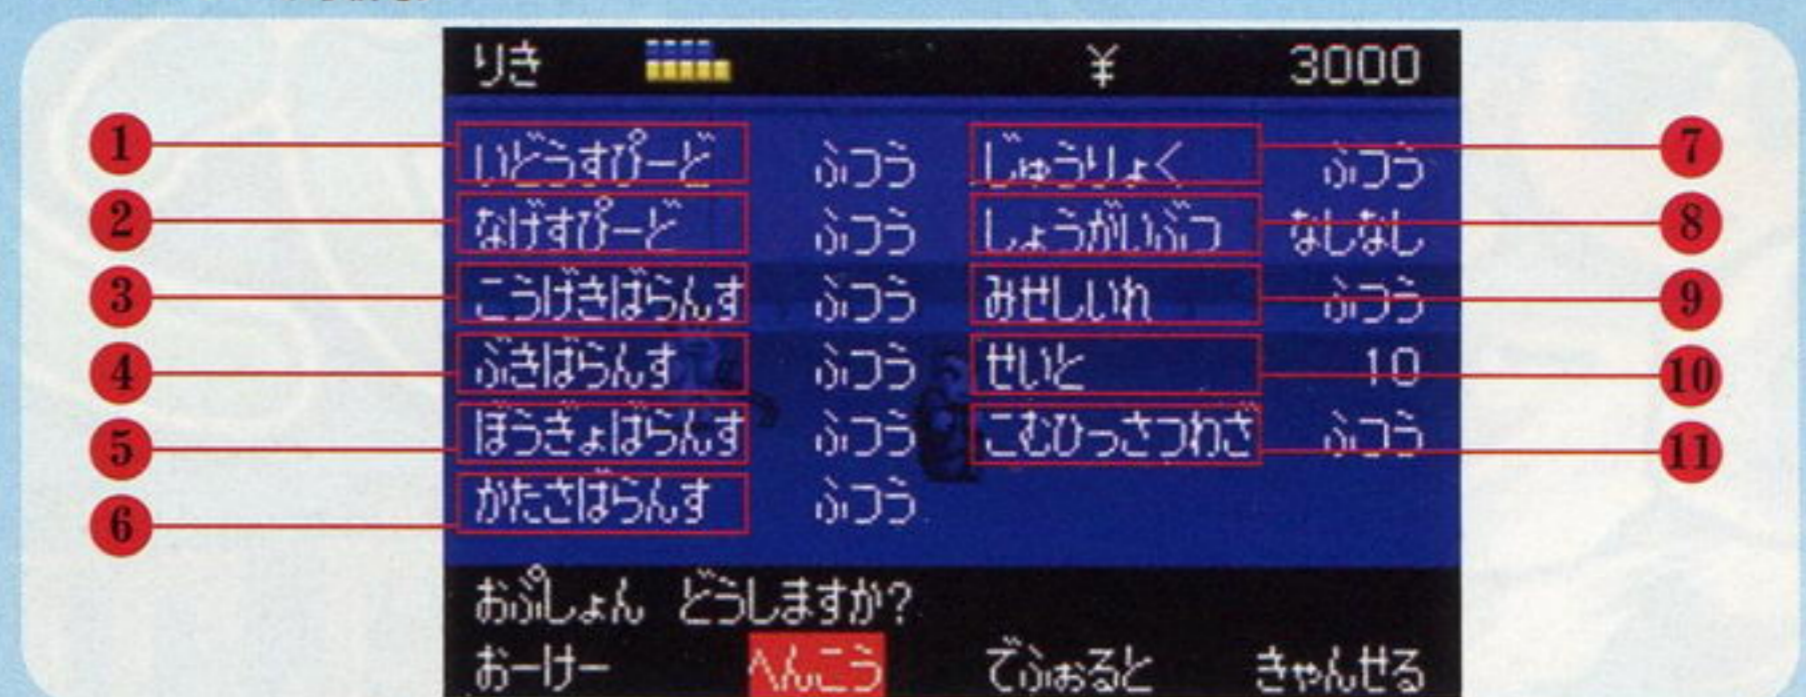 りき ¥ 3000
1 いどうすぴーど ふつう じゅうりょく ふつう 7
2 なげすぴーど ふつう しょうがいぶつ なしなし 8
3 こうげきばらんす ふつう みせしいれ ふつう 9
4 ぶきばらんす ふつう せいと 10 10
5 ぼうぎょばらんす ふつう こむひっさつわざ ふつう 11
6 かたさばらんす ふつう
おぷしょん どうしますか?
おーけー へんこう でふぉると きゃんせる